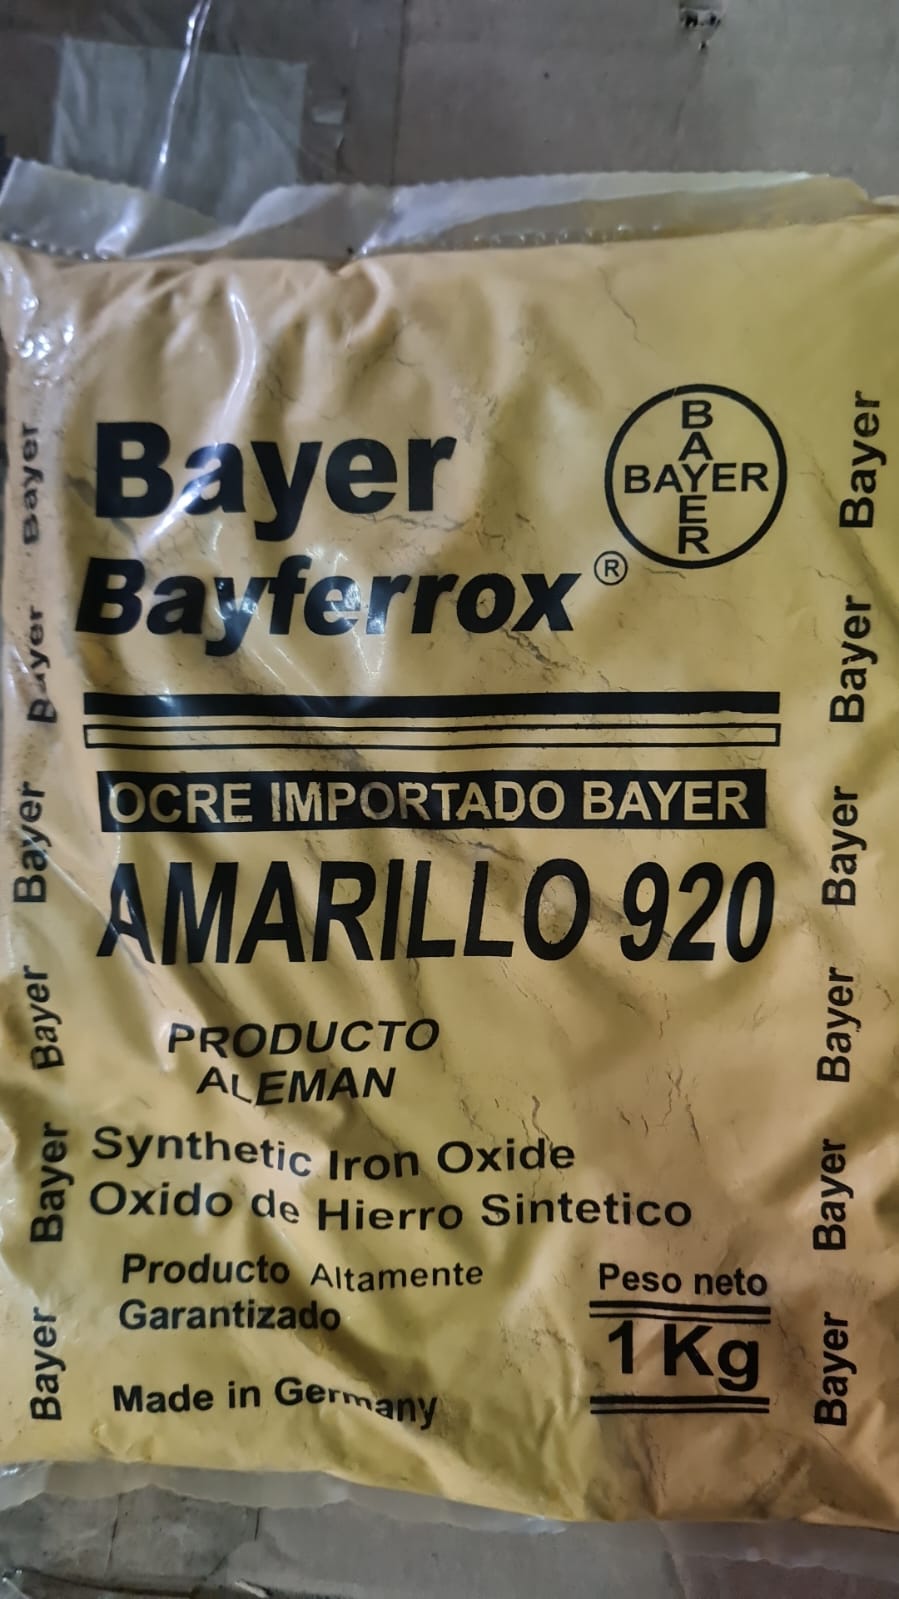 Bayer
Bayferrox®
BAYER
BAYER
OCRE IMPORTADO BAYER
AMARILLO 920
PRODUCTO
ALEMAN
Synthetic Iron Oxide
Oxido de Hierro Sintetico
Producto Altamente
Garantizado
Made in Germany
Peso neto
1 Kg
Bayer
Bayer
Bayer
Bayer
Bayer
Bayer
Bayer
Bayer
Bayer
Bayer
Bayer
Bayer